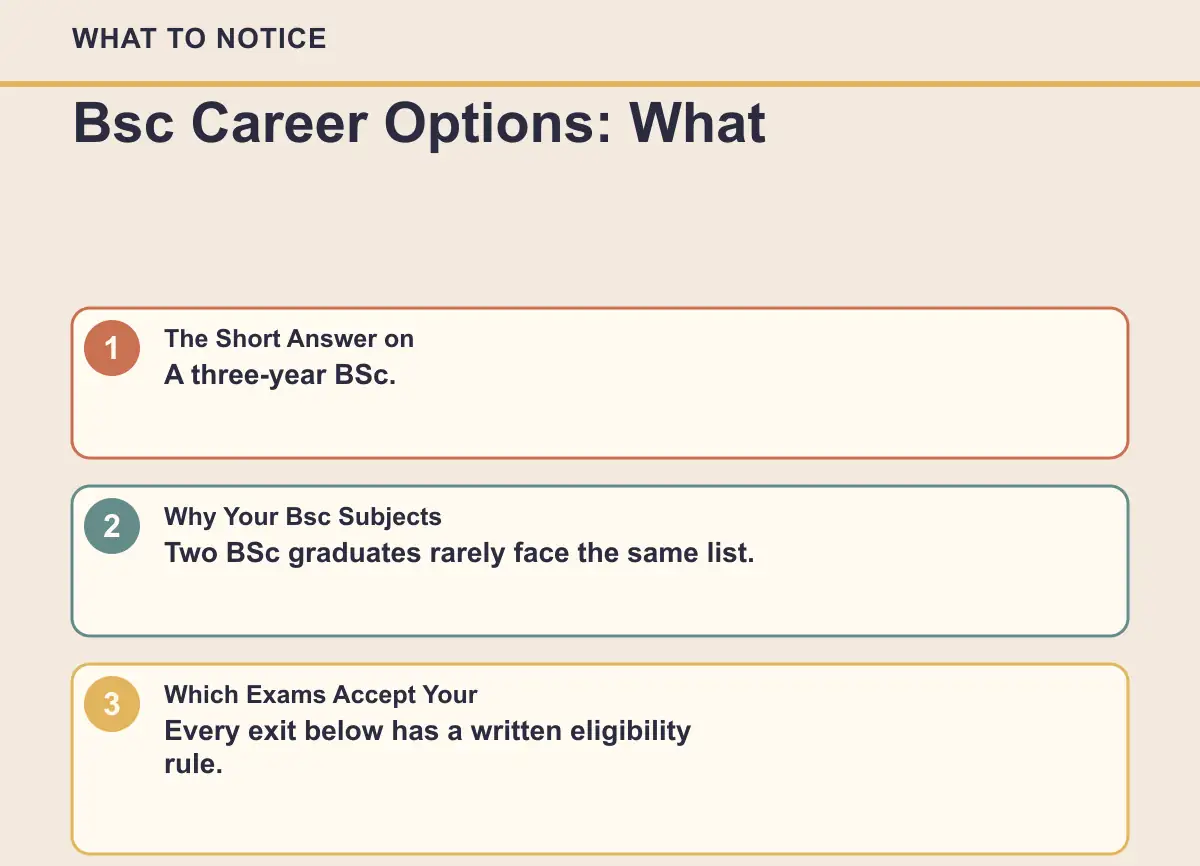 WHAT TO NOTICE
Bsc Career Options: What
1
The Short Answer on
A three-year BSc.
2
Why Your Bsc Subjects
Two BSc graduates rarely face the same list.
3
Which Exams Accept Your
Every exit below has a written eligibility
rule.